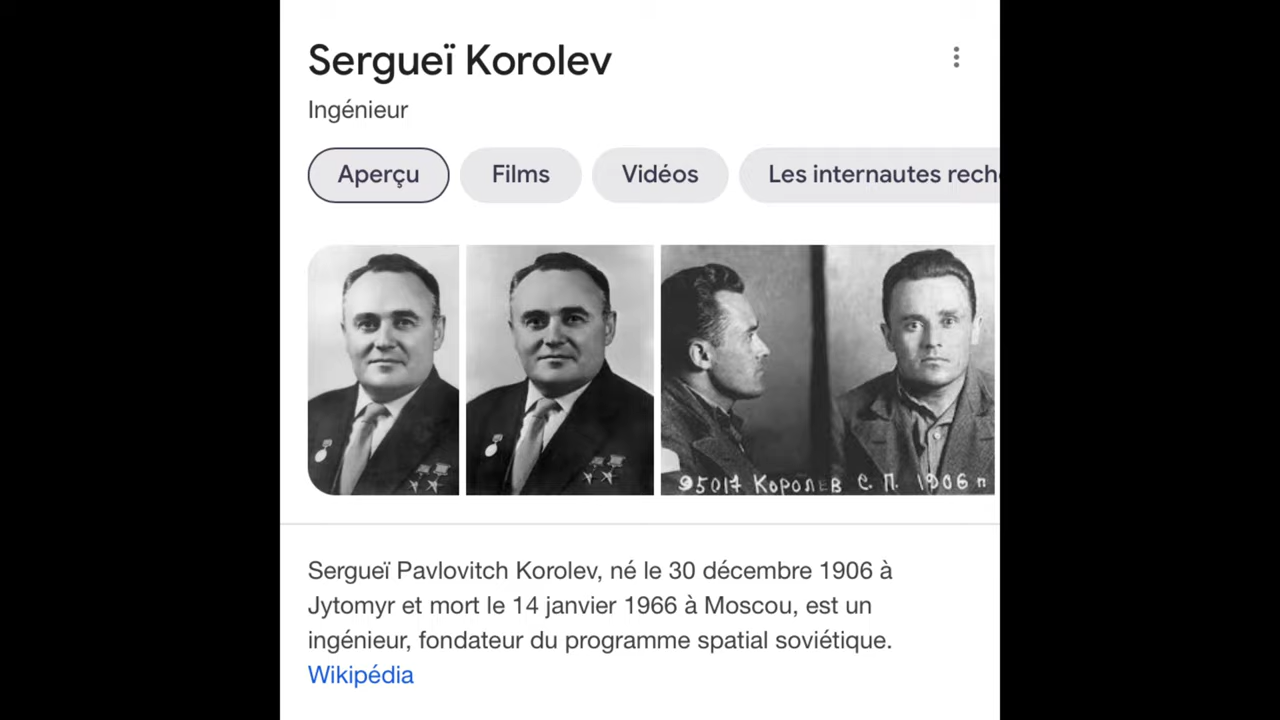 Sergueï Korolev
Ingénieur
Aperçu
Films
Vidéos
Les internautes rech
95017 Королев С. П. 1906 п
Sergueï Pavlovitch Korolev, né le 30 décembre 1906 à
Jytomyr et mort le 14 janvier 1966 à Moscou, est un
ingénieur, fondateur du programme spatial soviétique.
Wikipédia